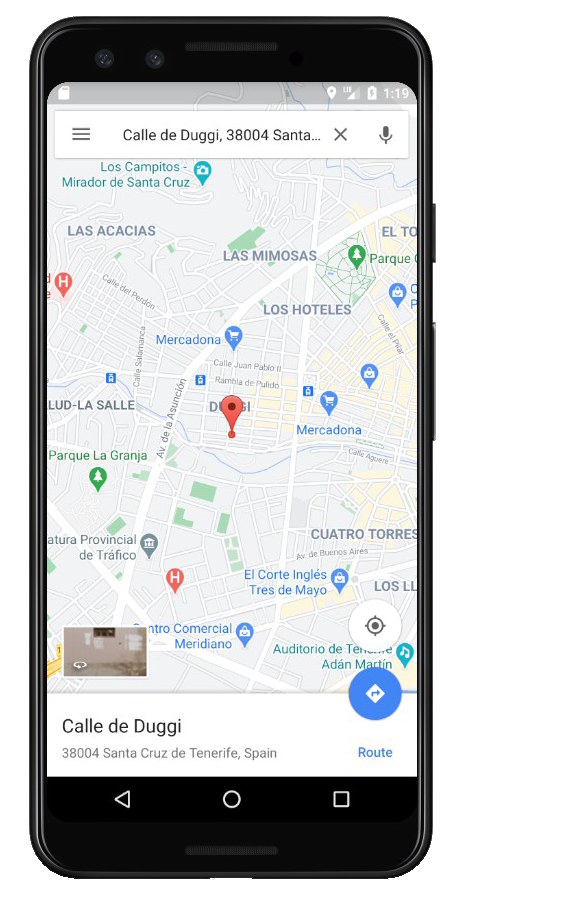 LTE
1:19
Calle de Duggi, 38004 Santa...
Los Campitos -
Mirador de Santa Cruz
LAS ACACIAS
EL TO
LAS MIMOSAS
Parque
H
Calle del Perdón
LOS HOTELES
Mercadona
Calle Salamanca
Calle el Pilar
Calle Juan Pablo II
Rambla de Pulido
LUD-LA SALLE
Av. de la Asunción
Mercadona
Parque La Granja
Calle Aguere
CUATRO TORRES
atura Provincial
de Tráfico
Av. de Buenos Aires
H
El Corte Inglés
Tres de Mayo
LOS LL
ntro Comercial
Meridiano
Auditorio de Tenerife
Adán Martín
Calle de Duggi
38004 Santa Cruz de Tenerife, Spain
Route